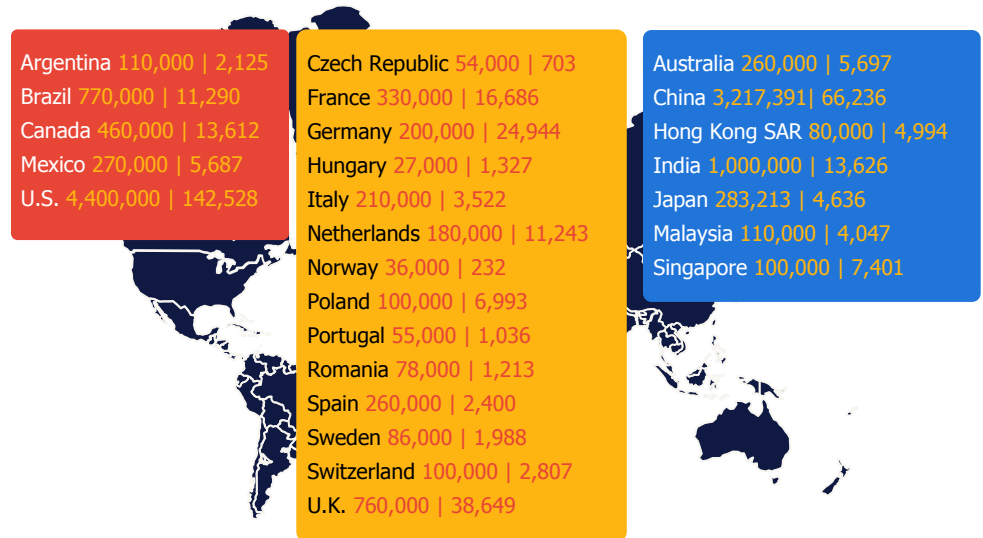 Argentina 110,000 | 2,125
Brazil 770,000 | 11,290
Canada 460,000 | 13,612
Mexico 270,000 | 5,687
U.S. 4,400,000 | 142,528
Czech Republic 54,000 | 703
France 330,000 | 16,686
Germany 200,000 | 24,944
Hungary 27,000 | 1,327
Italy 210,000 | 3,522
Netherlands 180,000 | 11,243
Norway 36,000 | 232
Poland 100,000 | 6,993
Portugal 55,000 | 1,036
Romania 78,000 | 1,213
Spain 260,000 | 2,400
Sweden 86,000 | 1,988
Switzerland 100,000 | 2,807
U.K. 760,000 | 38,649
Australia 260,000 | 5,697
China 3,217,391| 66,236
Hong Kong SAR 80,000 | 4,994
India 1,000,000 | 13,626
Japan 283,213 | 4,636
Malaysia 110,000 | 4,047
Singapore 100,000 | 7,401